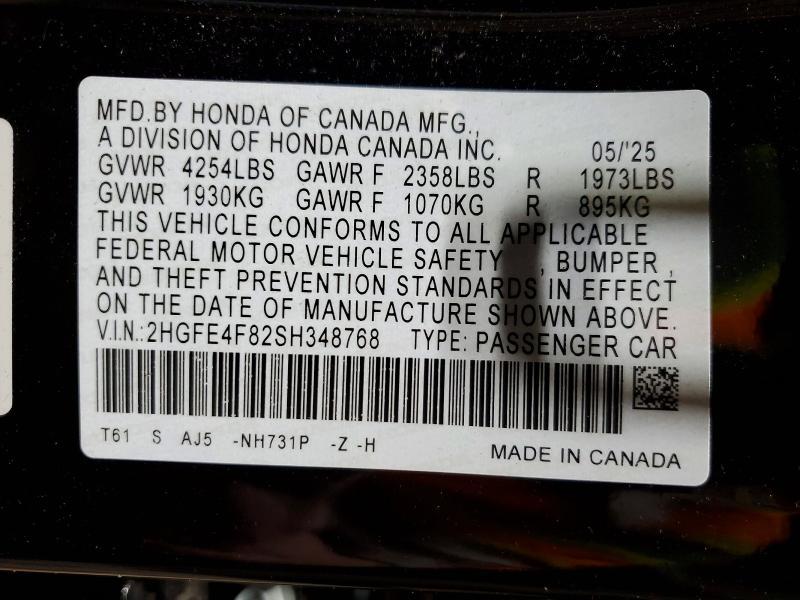 MFD.BY HONDA OF CANADA MFG.,
A DIVISION OF HONDA CANADA INC. 05/'25
GVWR 4254LBS GAWR F 2358LBS R 1973LBS
GVWR 1930KG GAWR F 1070KG R 895KG
THIS VEHICLE CONFORMS TO ALL APPLICABLE
FEDERAL MOTOR VEHICLE SAFETY , BUMPER ,
AND THEFT PREVENTION STANDARDS IN EFFECT
ON THE DATE OF MANUFACTURE SHOWN ABOVE.
V.I.N.:2HGFE4F82SH348768 TYPE: PASSENGER CAR
T61 S AJ5 -NH731P -Z -H
MADE IN CANADA